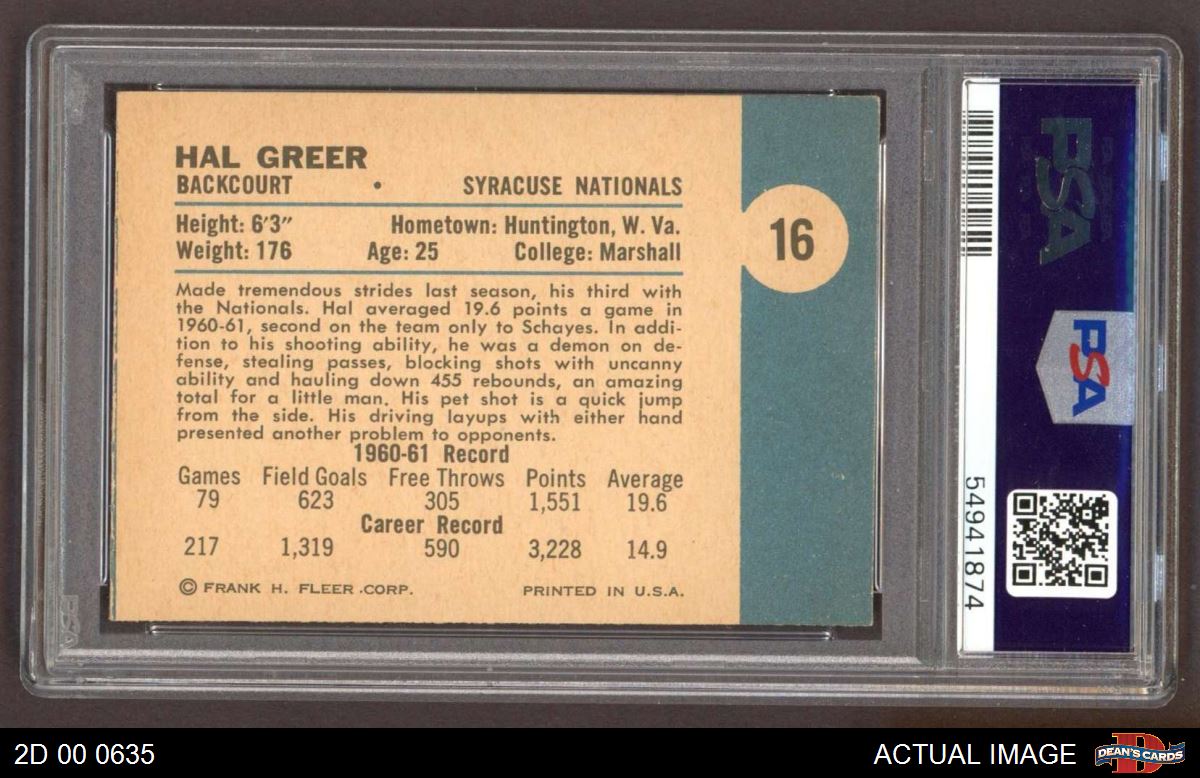 HAL GREER
BACKCOURT • SYRACUSE NATIONALS
Height: 6'3" Hometown: Huntington, W. Va.
Weight: 176 Age: 25 College: Marshall
16
Made tremendous strides last season, his third with
the Nationals. Hal averaged 19.6 points a game in
1960-61, second on the team only to Schayes. In addi-
tion to his shooting ability, he was a demon on de-
fense, stealing passes, blocking shots with uncanny
ability and hauling down 455 rebounds, an amazing
total for a little man. His pet shot is a quick jump
from the side. His driving layups with either hand
presented another problem to opponents.
1960-61 Record
Games Field Goals Free Throws Points Average
79 623 305 1,551 19.6
Career Record
217 1,319 590 3,228 14.9
© FRANK H. FLEER .CORP. PRINTED IN U.S.A.
PSA
PSA
54941874
PSA
2D 00 0635
ACTUAL IMAGE
DEAN'S CARDS